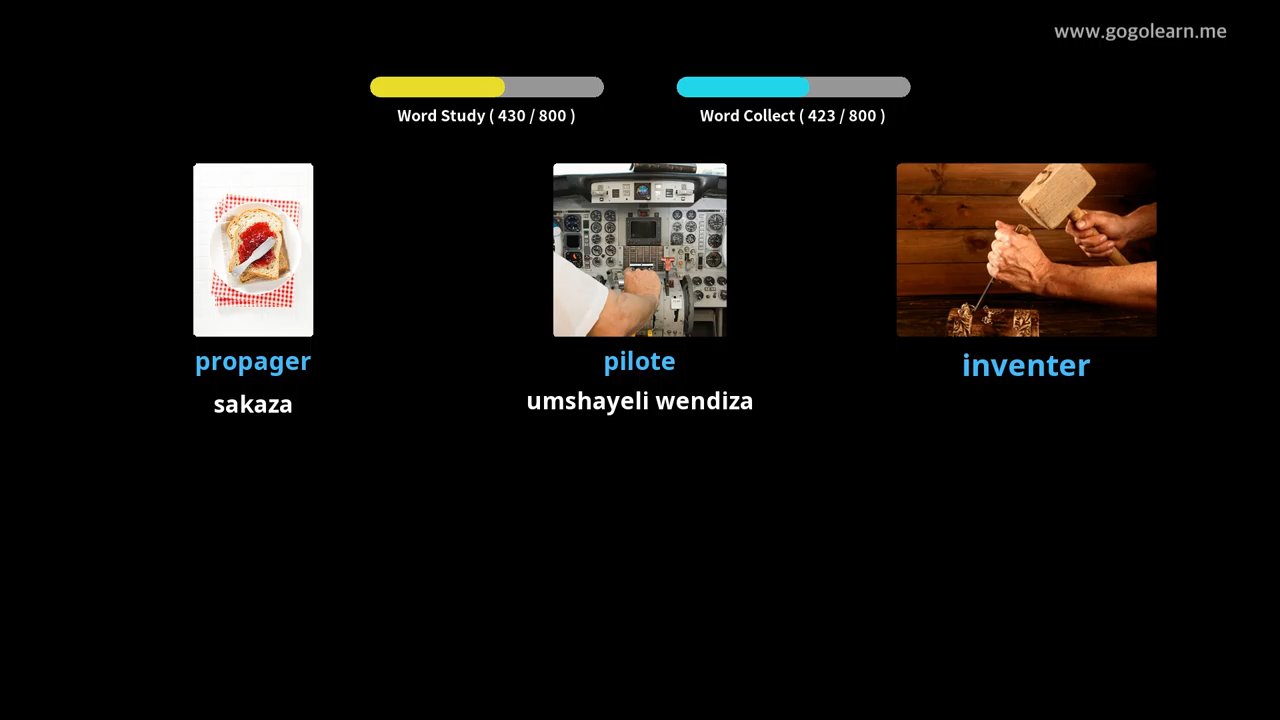 www.gogolearn.me
Word Study ( 430 / 800 )
Word Collect ( 423 / 800 )
propager
pilote
inventer
sakaza
umshayeli wendiza